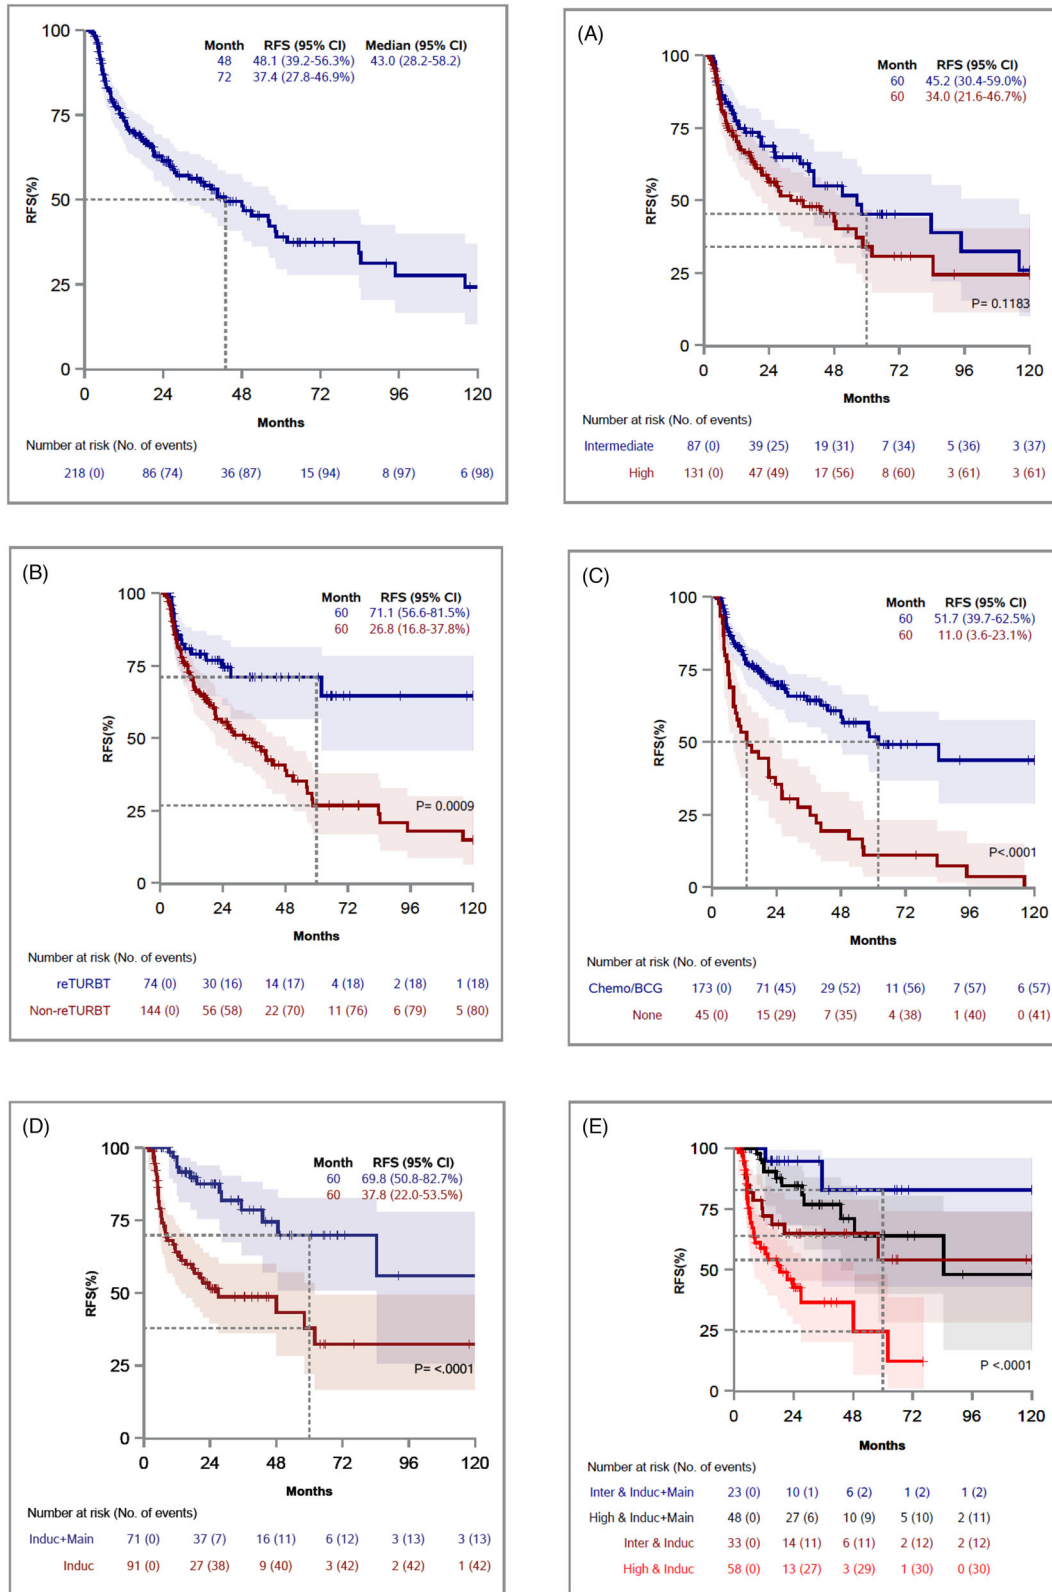 100
75
50
25
0
RFS(%)
Month RFS (95% CI) Median (95% CI)
48 48.1 (39.2-56.3%) 43.0 (28.2-58.2)
72 37.4 (27.8-46.9%)
0 24 48 72 96 120
Months
Number at risk (No. of events)
218 (0) 86 (74) 36 (87) 15 (94) 8 (97) 6 (98)
(A)
100
75
50
25
0
RFS(%)
Month RFS (95% CI)
60 45.2 (30.4-59.0%)
60 34.0 (21.6-46.7%)
P= 0.1183
0 24 48 72 96 120
Months
Number at risk (No. of events)
Intermediate 87 (0) 39 (25) 19 (31) 7 (34) 5 (36) 3 (37)
High 131 (0) 47 (49) 17 (56) 8 (60) 3 (61) 3 (61)
(B)
100
75
50
25
0
RFS(%)
Month RFS (95% CI)
60 71.1 (56.6-81.5%)
60 26.8 (16.8-37.8%)
P= 0.0009
0 24 48 72 96 120
Months
Number at risk (No. of events)
reTURBT 74 (0) 30 (16) 14 (17) 4 (18) 2 (18) 1 (18)
Non-reTURBT 144 (0) 56 (58) 22 (70) 11 (76) 6 (79) 5 (80)
(C)
100
75
50
25
0
RFS(%)
Month RFS (95% CI)
60 51.7 (39.7-62.5%)
60 11.0 (3.6-23.1%)
P<.0001
0 24 48 72 96 120
Months
Number at risk (No. of events)
Chemo/BCG 173 (0) 71 (45) 29 (52) 11 (56) 7 (57) 6 (57)
None 45 (0) 15 (29) 7 (35) 4 (38) 1 (40) 0 (41)
(D)
100
75
50
25
0
RFS(%)
Month RFS (95% CI)
60 69.8 (50.8-82.7%)
60 37.8 (22.0-53.5%)
P= <.0001
0 24 48 72 96 120
Months
Number at risk (No. of events)
Induc+Main 71 (0) 37 (7) 16 (11) 6 (12) 3 (13) 3 (13)
Induc 91 (0) 27 (38) 9 (40) 3 (42) 2 (42) 1 (42)
(E)
100
75
50
25
0
RFS(%)
P <.0001
0 24 48 72 96 120
Months
Number at risk (No. of events)
Inter & Induc+Main 23 (0) 10 (1) 6 (2) 1 (2) 1 (2)
High & Induc+Main 48 (0) 27 (6) 10 (9) 5 (10) 2 (11)
Inter & Induc 33 (0) 14 (11) 6 (11) 2 (12) 2 (12)
High & Induc 58 (0) 13 (27) 3 (29) 1 (30) 0 (30)